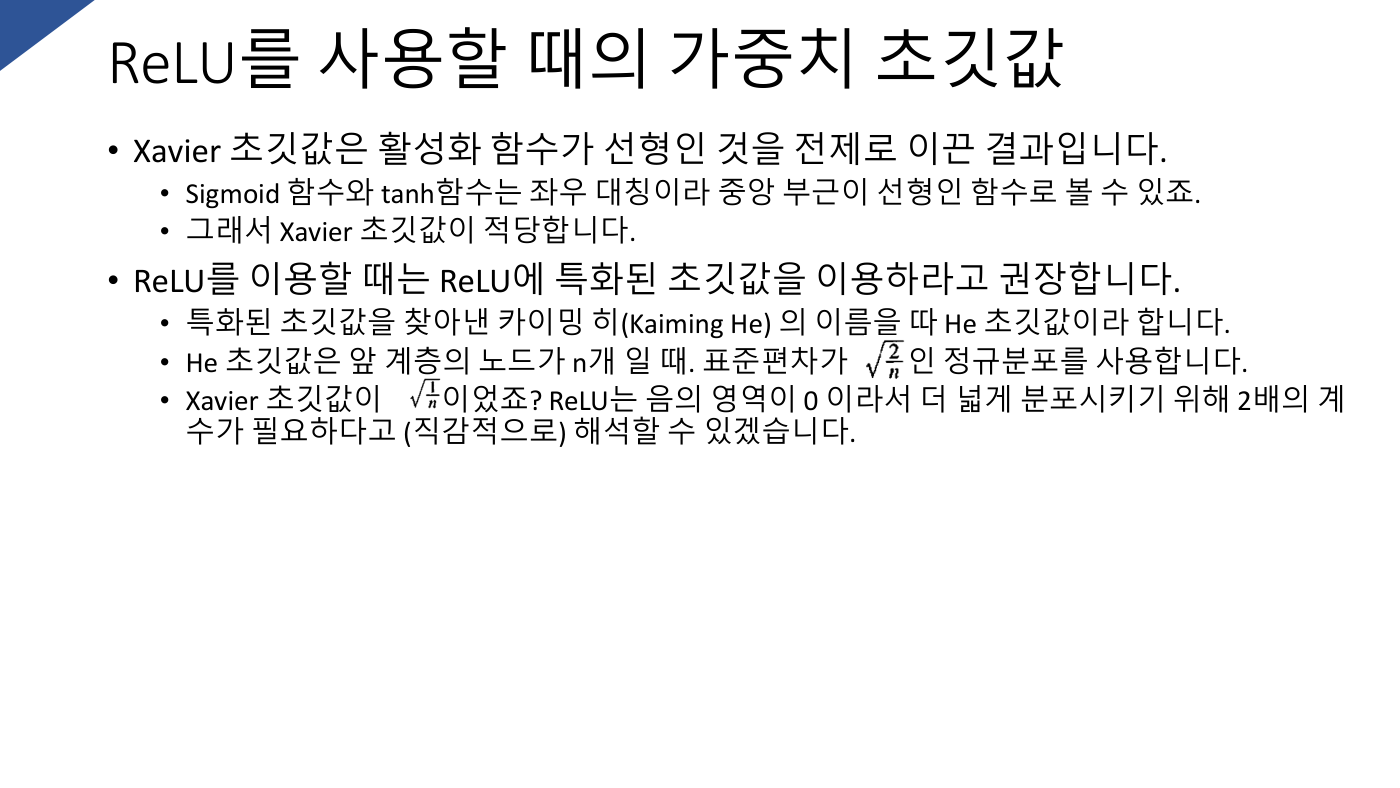 ReLU를 사용할 때의 가중치 초깃값
• Xavier 초깃값은 활성화 함수가 선형인 것을 전제로 이끈 결과입니다.
• Sigmoid 함수와 tanh함수는 좌우 대칭이라 중앙 부근이 선형인 함수로 볼 수 있죠.
• 그래서 Xavier 초깃값이 적당합니다.
• ReLU를 이용할 때는 ReLU에 특화된 초깃값을 이용하라고 권장합니다.
• 특화된 초깃값을 찾아낸 카이밍 히(Kaiming He) 의 이름을 따 He 초깃값이라 합니다.
• He 초깃값은 앞 계층의 노드가 n개 일 때. 표준편차가 √(2/n) 인 정규분포를 사용합니다.
• Xavier 초깃값이 √(1/n) 이었죠? ReLU는 음의 영역이 0 이라서 더 넓게 분포시키기 위해 2배의 계
수가 필요하다고 (직감적으로) 해석할 수 있겠습니다.